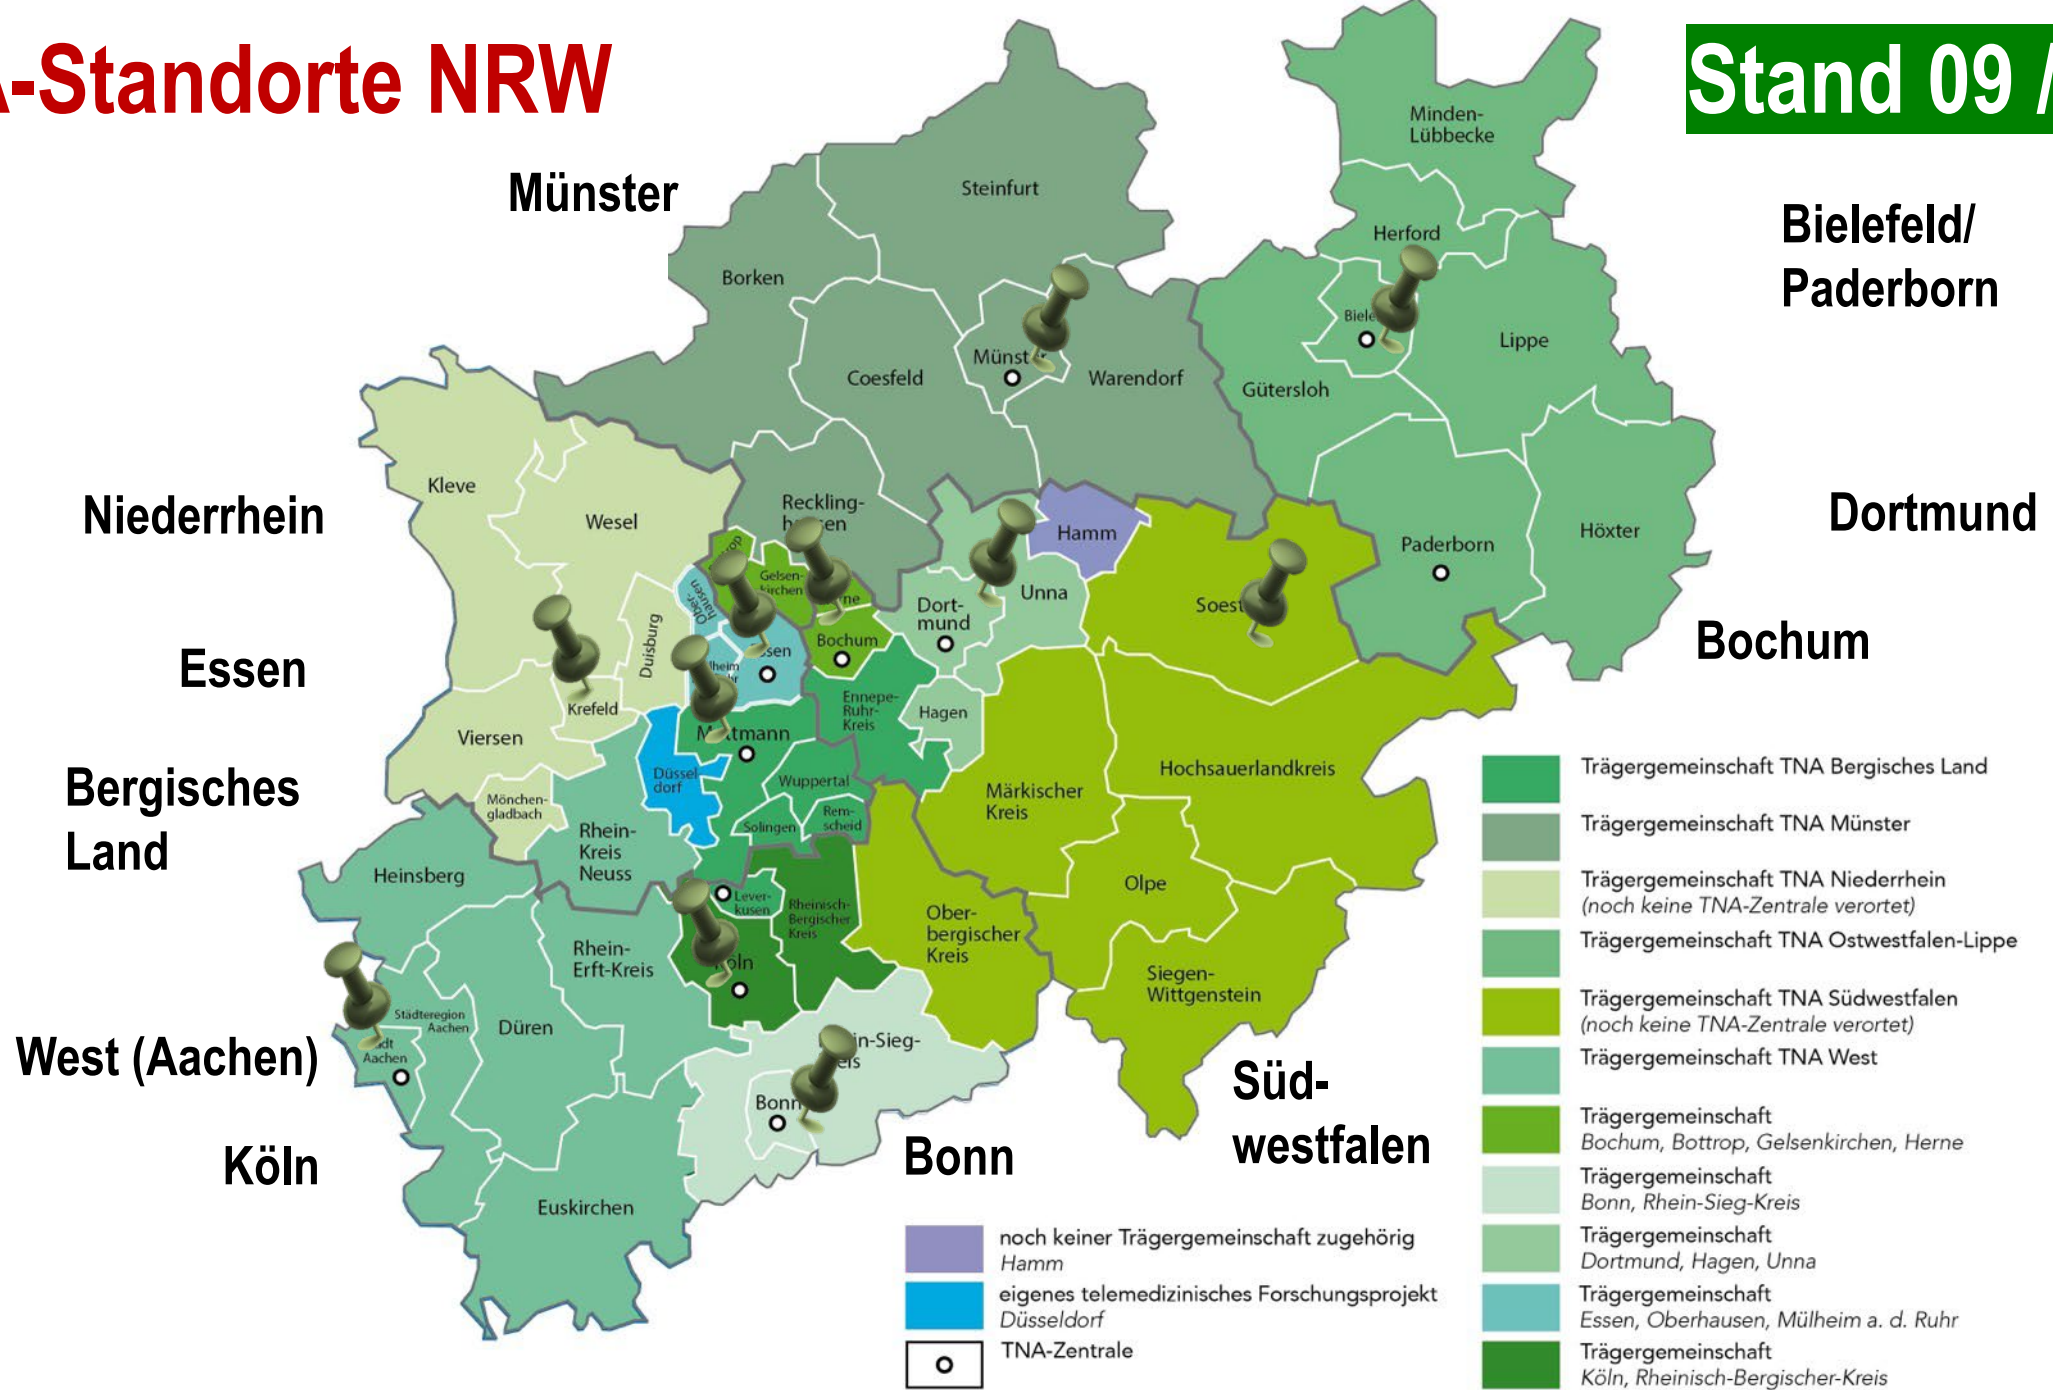 -Standorte NRW
Stand 09 /
Münster
Bielefeld/
Paderborn
Niederrhein
Dortmund
Essen
Bochum
Bergisches
Land
West (Aachen)
Köln
Bonn
Süd-
westfalen
Minden-
Lübbecke
Steinfurt
Herford
Borken
Lippe
Coesfeld
Warendorf
Gütersloh
Kleve
Wesel
Reckling-
Hamm
Höxter
Paderborn
Gelsen-
kirchen
Ober-
hausen
Unna
Soest
Dort-
mund
Duisburg
Bochum
Krefeld
Ennepe-
Ruhr-
Kreis
Hagen
Viersen
Düssel
dorf
Wuppertal
Hochsauerlandkreis
Märkischer
Kreis
Mönchen-
gladbach
Solingen
Rem-
scheid
Rhein-
Kreis
Neuss
Heinsberg
Olpe
Lever-
kusen
Rheinisch-
Bergischer
Kreis
Ober-
bergischer
Kreis
Rhein-
Erft-Kreis
Siegen-
Wittgenstein
Städteregion
Aachen
Düren
Aachen
Bonn
Euskirchen
Trägergemeinschaft TNA Bergisches Land
Trägergemeinschaft TNA Münster
Trägergemeinschaft TNA Niederrhein
(noch keine TNA-Zentrale verortet)
Trägergemeinschaft TNA Ostwestfalen-Lippe
Trägergemeinschaft TNA Südwestfalen
(noch keine TNA-Zentrale verortet)
Trägergemeinschaft TNA West
Trägergemeinschaft
Bochum, Bottrop, Gelsenkirchen, Herne
Trägergemeinschaft
Bonn, Rhein-Sieg-Kreis
Trägergemeinschaft
Dortmund, Hagen, Unna
Trägergemeinschaft
Essen, Oberhausen, Mülheim a. d. Ruhr
Trägergemeinschaft
Köln, Rheinisch-Bergischer-Kreis
noch keiner Trägergemeinschaft zugehörig
Hamm
eigenes telemedizinisches Forschungsprojekt
Düsseldorf
TNA-Zentrale